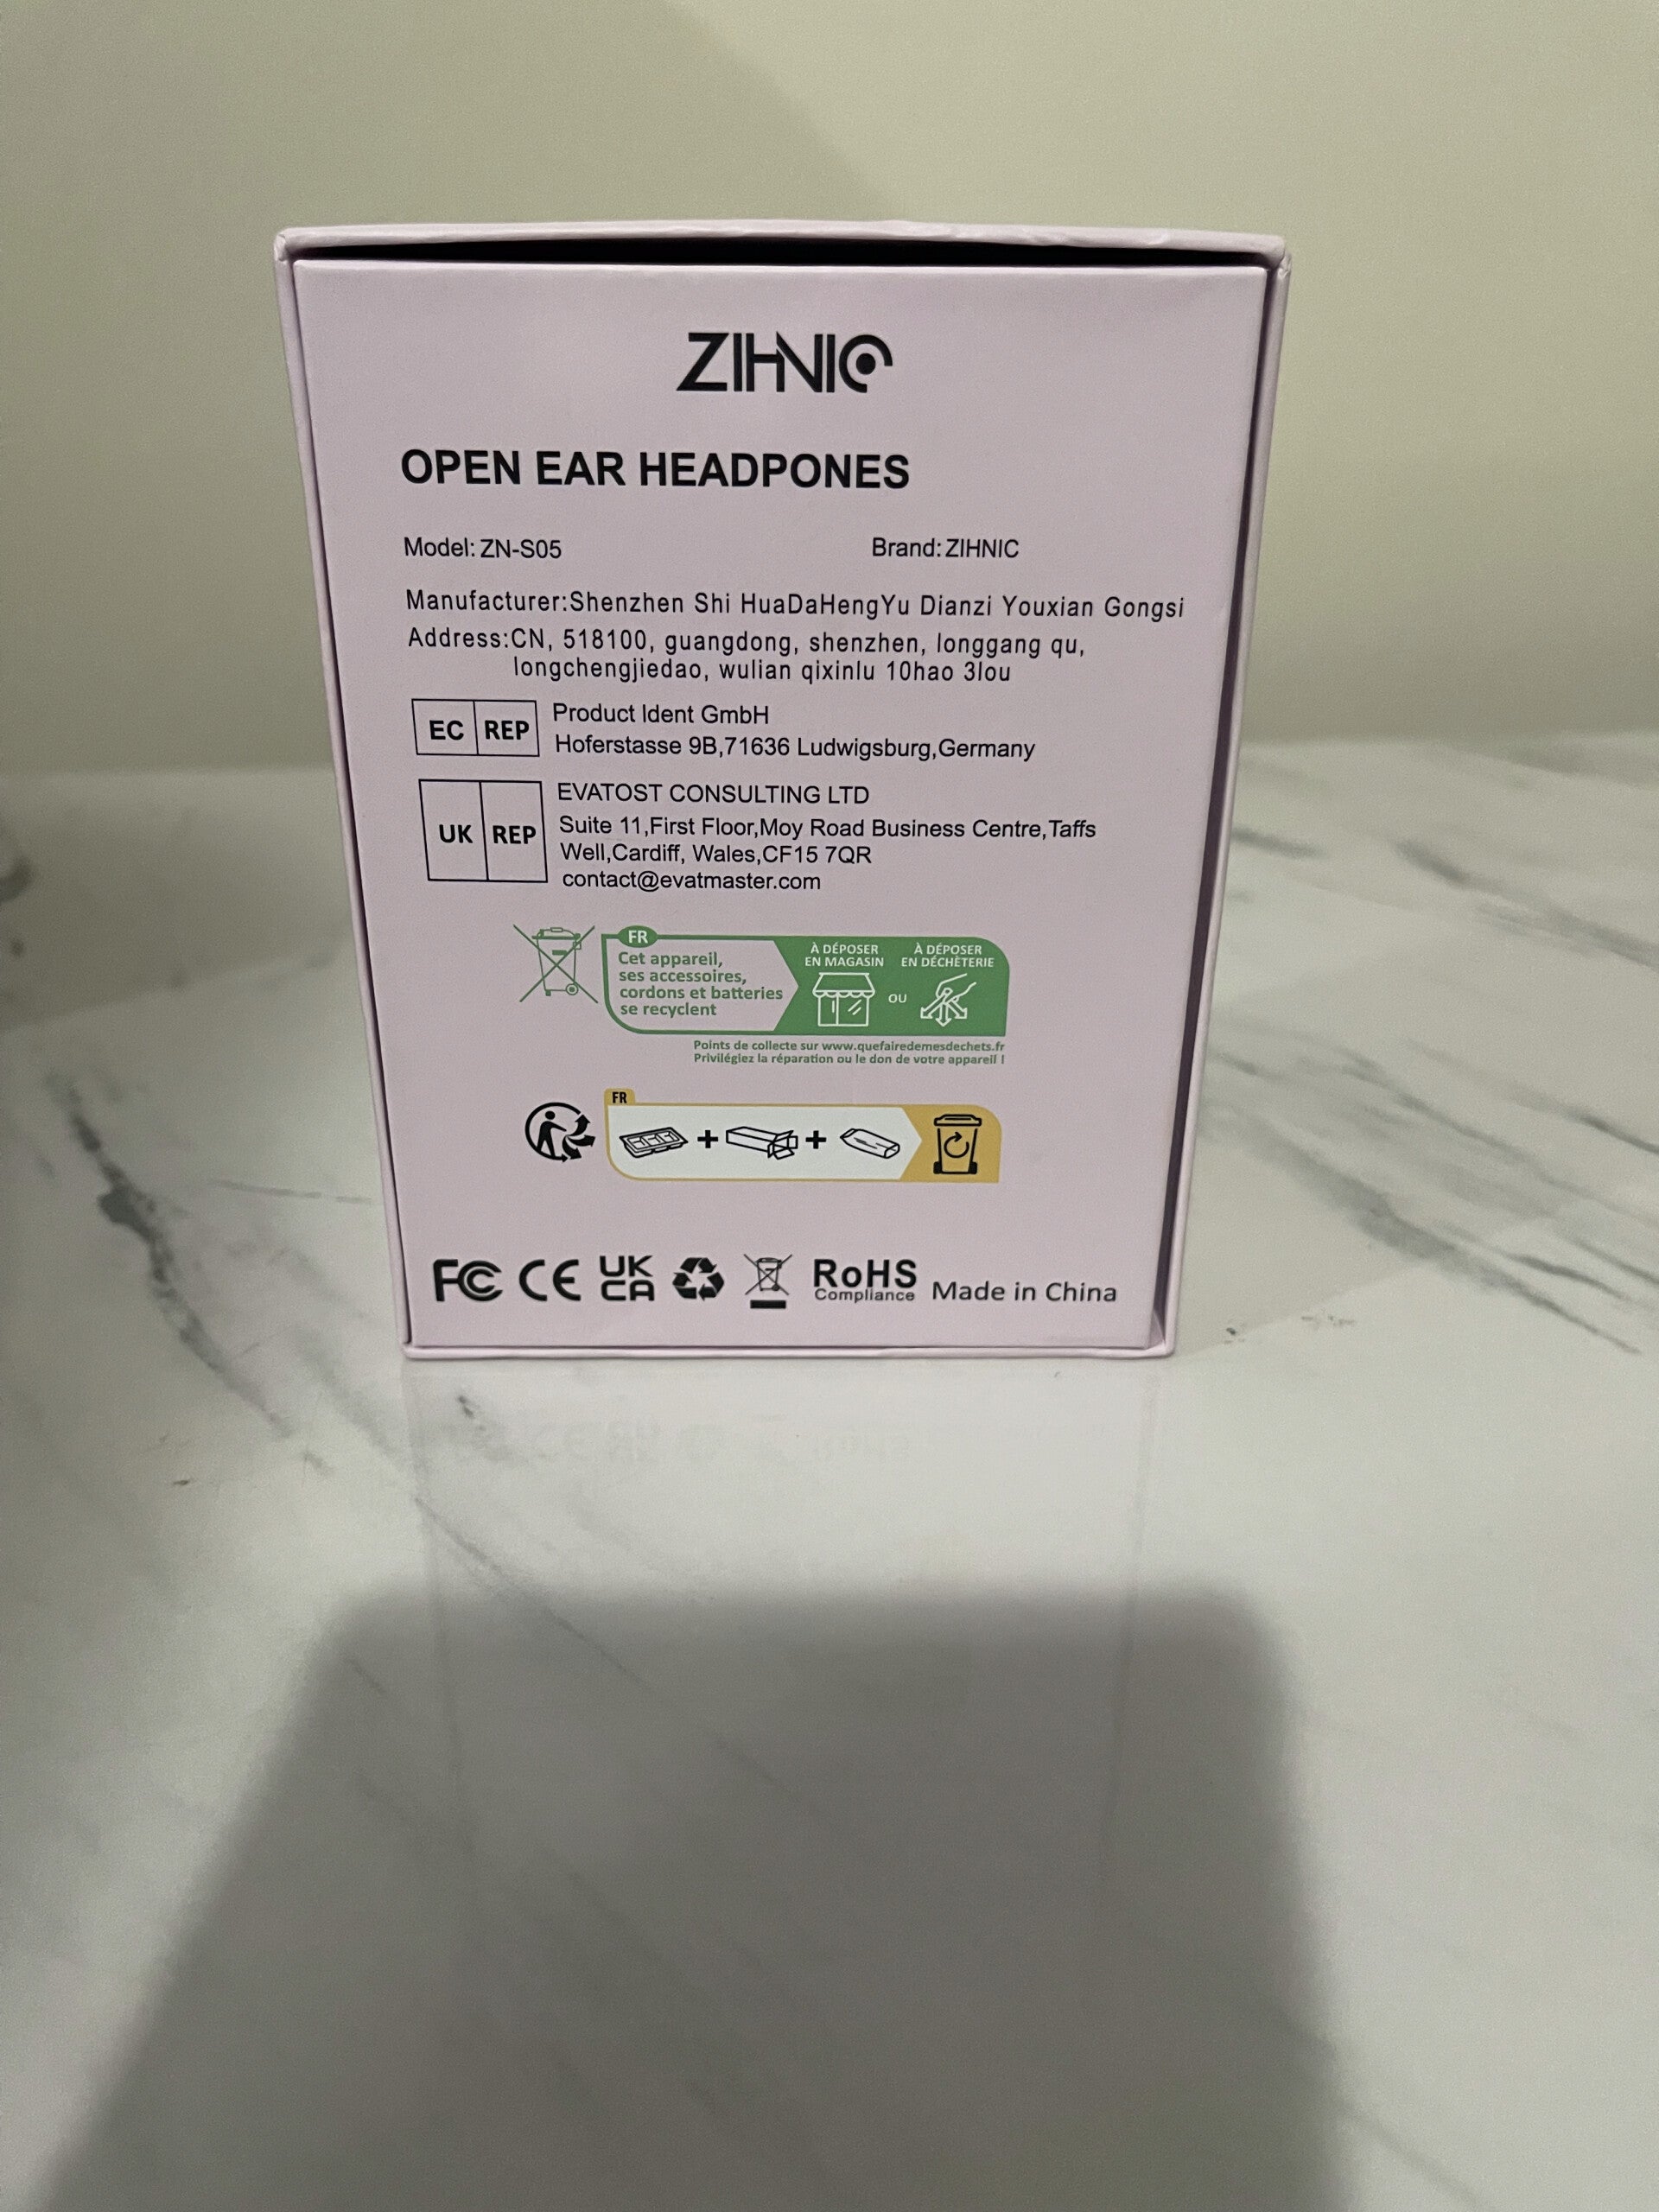 ZIHNIC
OPEN EAR HEADPONES
Model: ZN-S05 Brand: ZIHNIC
Manufacturer:Shenzhen Shi HuaDaHengYu Dianzi Youxian Gongsi
Address:CN, 518100, guangdong, shenzhen, longgang qu,
longchengjiedao, wulian qixinlu 10hao 3lou
EC REP
Product Ident GmbH
Hoferstasse 9B,71636 Ludwigsburg,Germany
UK REP
EVATOST CONSULTING LTD
Suite 11,First Floor,Moy Road Business Centre,Taffs
Well,Cardiff, Wales,CF15 7QR
contact@evatmaster.com
FR
Cet appareil,
ses accessoires,
cordons et batteries
se recyclent
À DÉPOSER
EN MAGASIN
OU
À DÉPOSER
EN DÉCHÈTERIE
Points de collecte sur www.quefairedemesdechets.fr
Privilégiez la réparation ou le don de votre appareil !
FR
FC CE UK
CA
RoHS
Compliance
Made in China